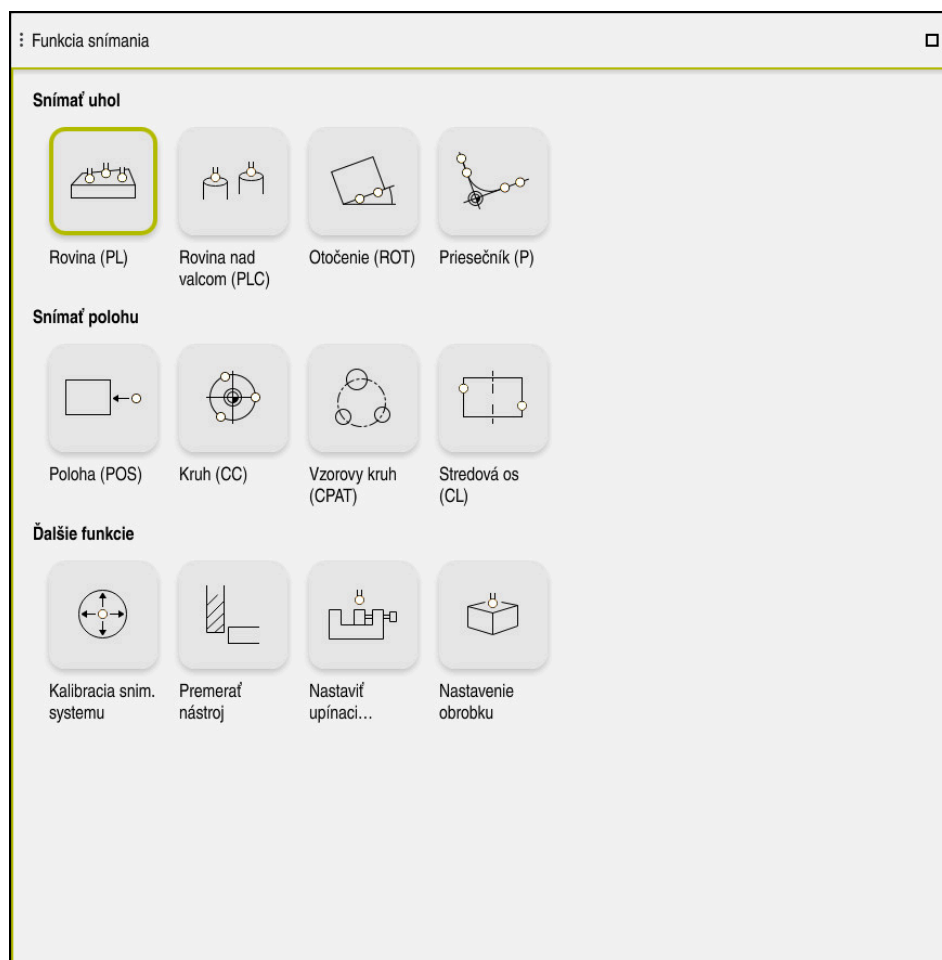 Funkcia snímania
Snímať uhol
Rovina (PL)
Rovina nad
valcom (PLC)
Otočenie (ROT)
Priesečník (P)
Snímať polohu
Poloha (POS)
Kruh (CC)
Vzorovy kruh
(CPAT)
Stredová os
(CL)
Ďalšie funkcie
Kalibracia snim.
systemu
Premerať
nástroj
Nastaviť
upínaci...
Nastavenie
obrobku